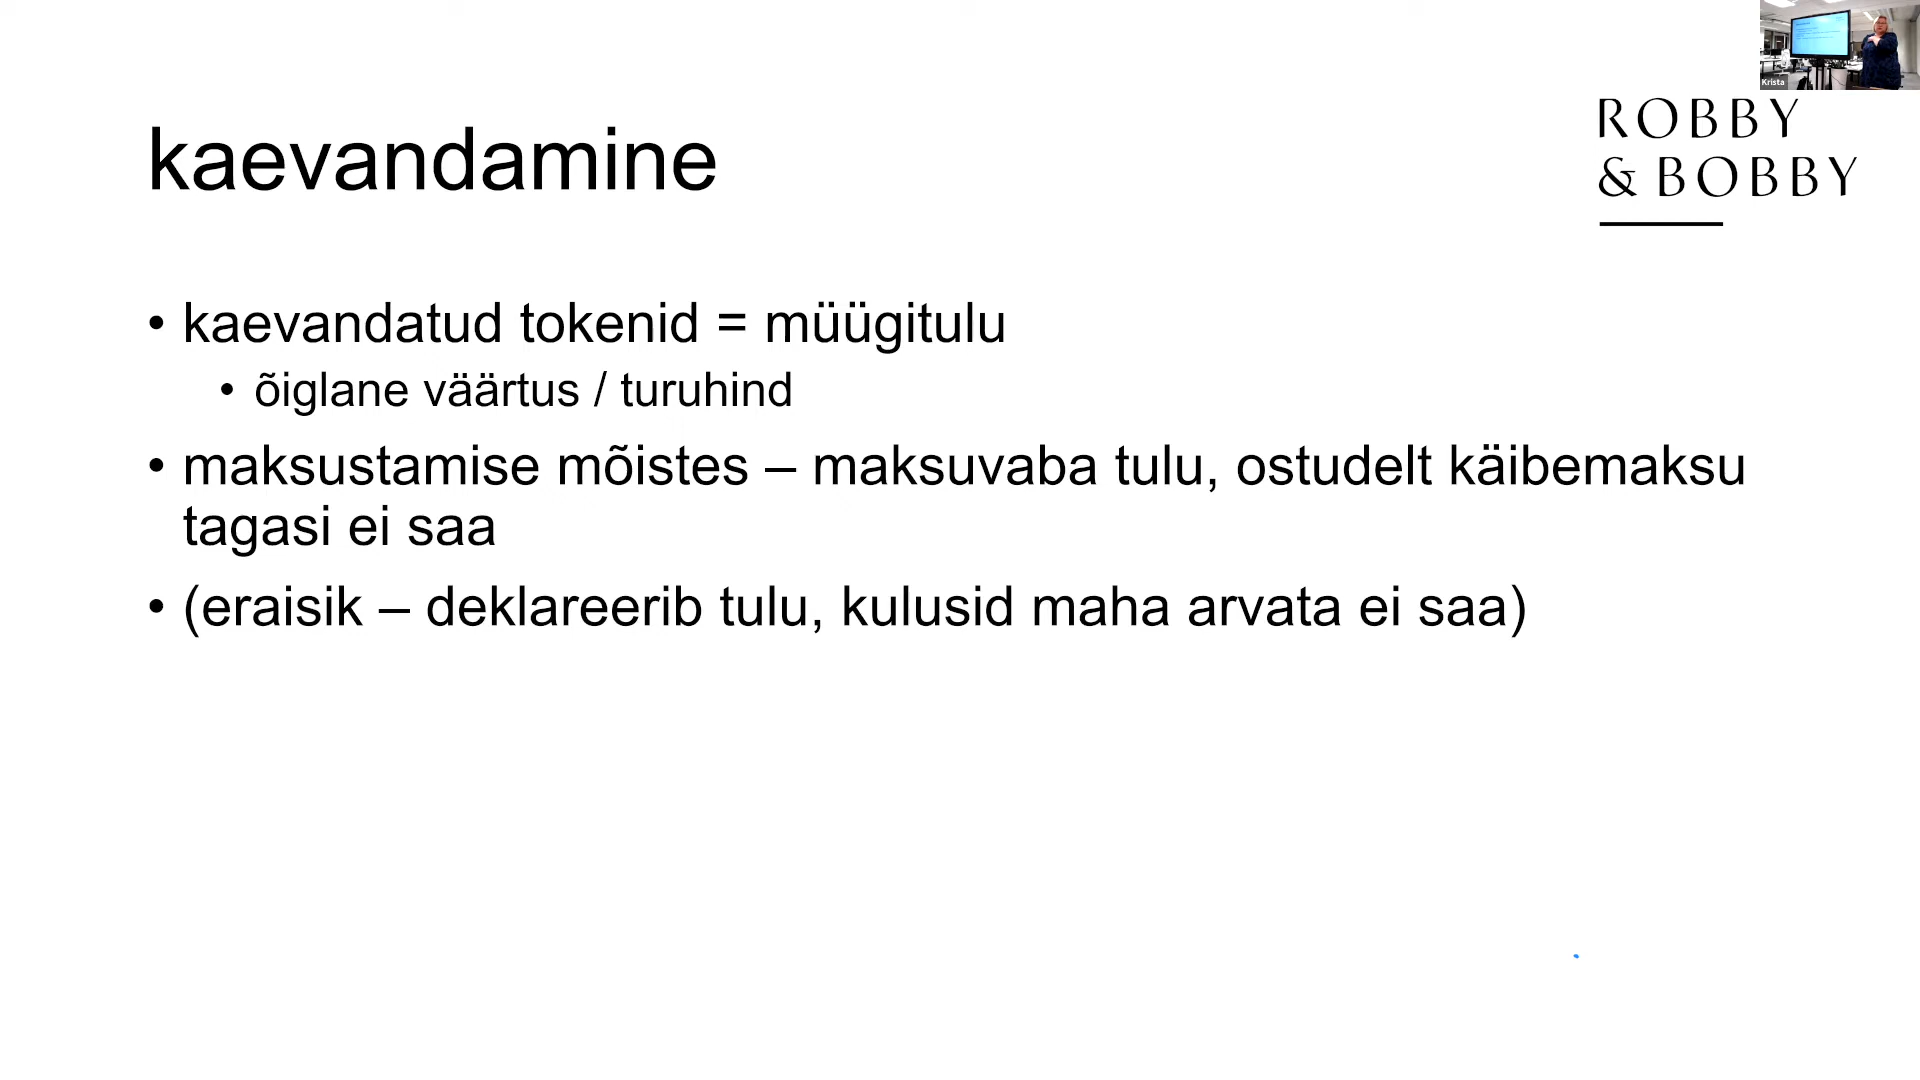 Krista
ROBBY
& BOBBY
kaevandamine
• kaevandatud tokenid = müügitulu
• õiglane väärtus / turuhind
• maksustamise mõistes – maksuvaba tulu, ostudelt käibemaksu
tagasi ei saa
• (eraisik – deklareerib tulu, kulusid maha arvata ei saa)